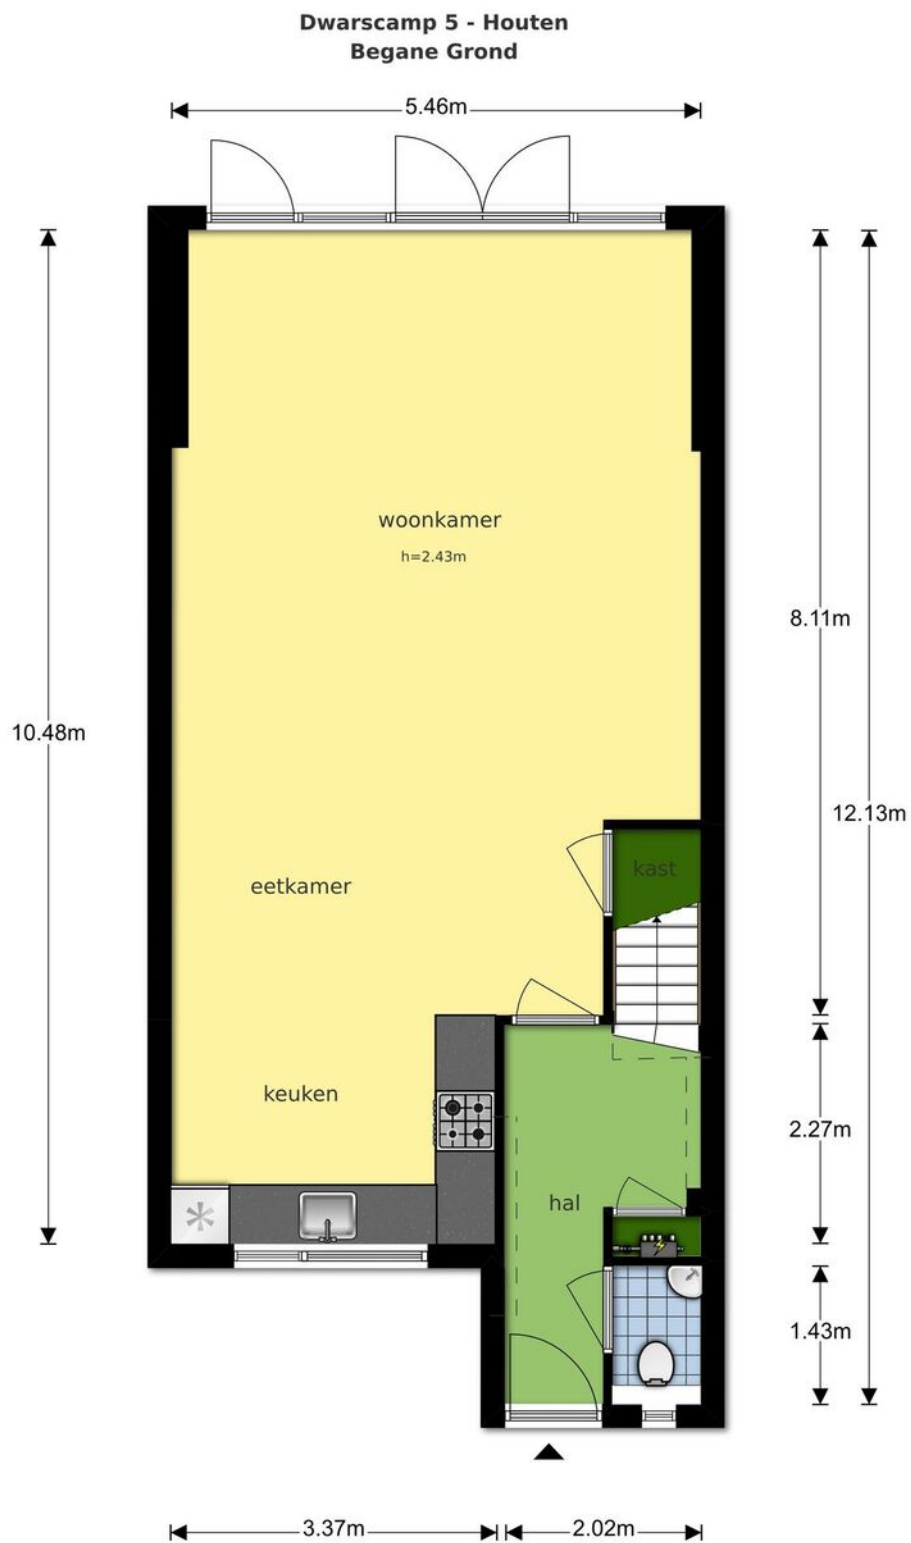 Dwarscamp 5 - Houten
Begane Grond
5.46m
woonkamer
h=2.43m
8.11m
10.48m
12.13m
kast
eetkamer
keuken
2.27m
hal
1.43m
3.37m
2.02m